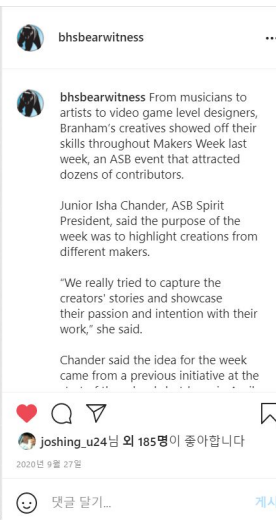 bhsbearwitness
bhsbearwitness From musicians to
artists to video game level designers,
Branham's creatives showed off their
skills throughout Makers Week last
week, an ASB event that attracted
dozens of contributors.
Junior Isha Chander, ASB Spirit
President, said the purpose of the
week was to highlight creations from
different makers.
“We really tried to capture the
creators' stories and showcase
their passion and intention with their
work,” she said.
Chander said the idea for the week
came from a previous initiative at the
joshing_u24님 외 185명이 좋아합니다
2020년 9월 27일
댓글 달기...
게시